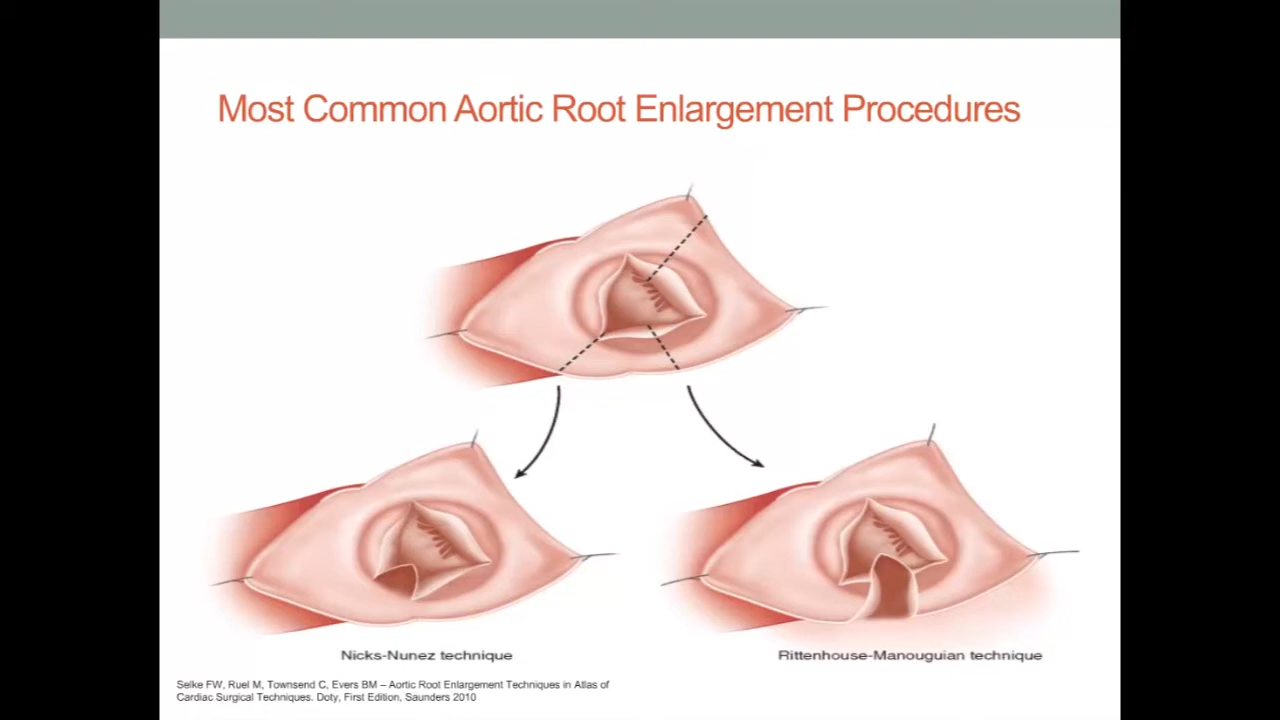 Most Common Aortic Root Enlargement Procedures
Nicks-Nunez technique
Rittenhouse-Manouguian technique
Selke FW, Ruel M, Townsend C, Evers BM – Aortic Root Enlargement Techniques in Atlas of
Cardiac Surgical Techniques. Doty, First Edition, Saunders 2010